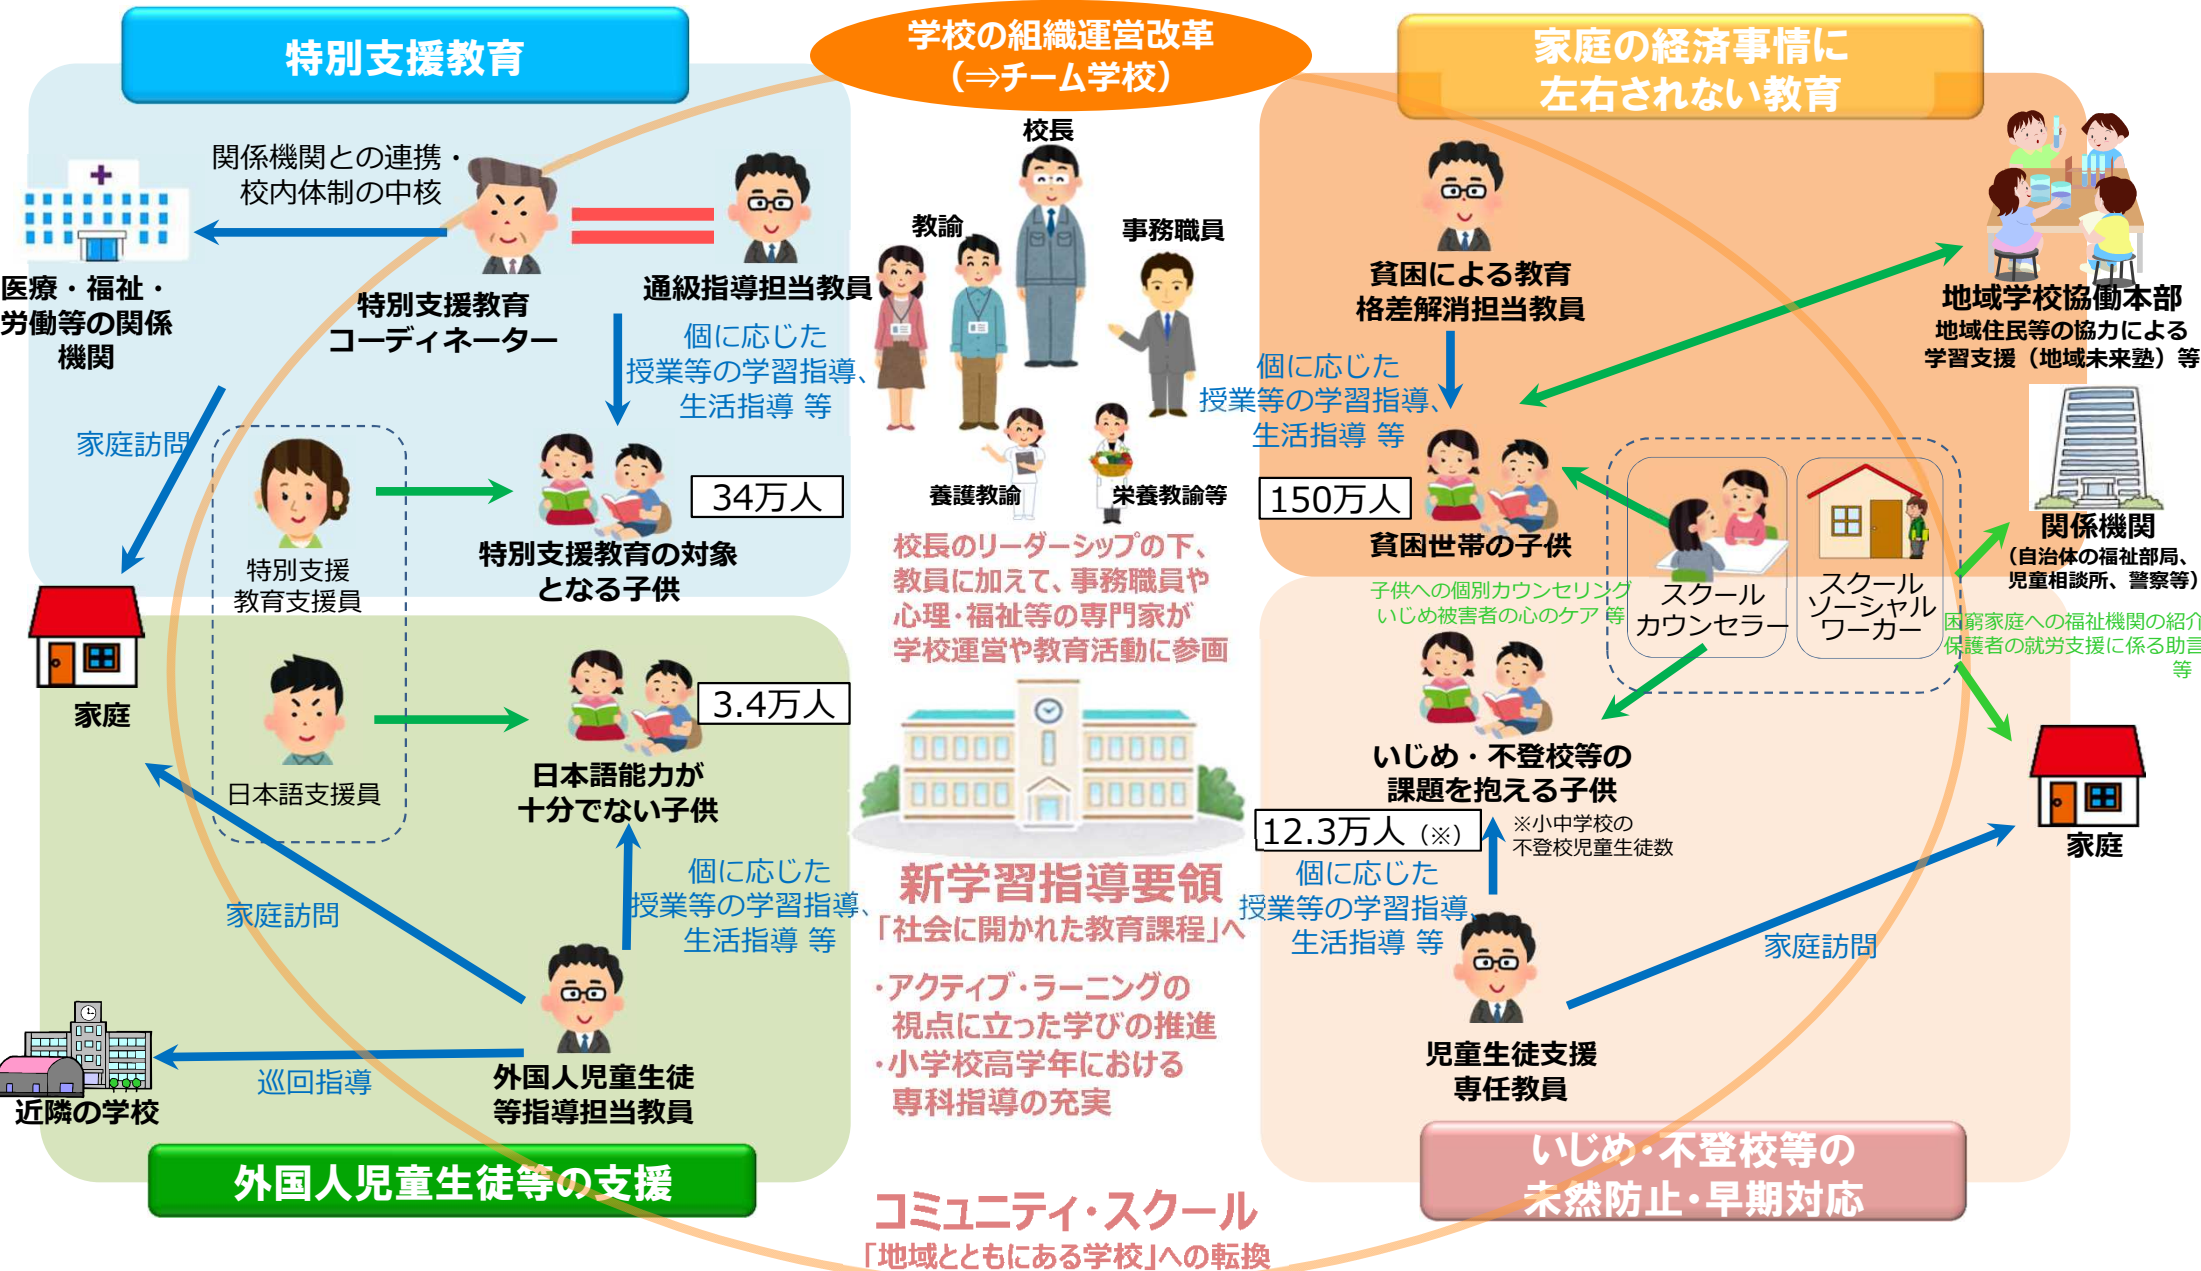 特別支援教育
関係機関との連携・
校内体制の中核
医療・福祉・
労働等の関係
機関
特別支援教育
コーディネーター
通級指導担当教員
個に応じた
授業等の学習指導、
生活指導 等
家庭訪問
特別支援
教育支援員
34万人
特別支援教育の対象
となる子供
家庭
日本語支援員
3.4万人
日本語能力が
十分でない子供
家庭訪問
個に応じた
授業等の学習指導、
生活指導 等
巡回指導
近隣の学校
外国人児童生徒
等指導担当教員
外国人児童生徒等の支援
学校の組織運営改革
(⇒チーム学校)
校長
教諭
事務職員
養護教諭
栄養教諭等
校長のリーダーシップの下、
教員に加えて、事務職員や
心理・福祉等の専門家が
学校運営や教育活動に参画
新学習指導要領
「社会に開かれた教育課程」へ
・アクティブ・ラーニングの
視点に立った学びの推進
・小学校高学年における
専科指導の充実
コミュニティ・スクール
「地域とともにある学校」への転換
家庭の経済事情に
左右されない教育
貧困による教育
格差解消担当教員
個に応じた
授業等の学習指導、
生活指導 等
150万人
貧困世帯の子供
地域学校協働本部
地域住民等の協力による
学習支援(地域未来塾)等
関係機関
(自治体の福祉部局、
児童相談所、警察等)
子供への個別カウンセリング
いじめ被害者の心のケア 等
スクール
カウンセラー
スクール
ソーシャル
ワーカー
困窮家庭への福祉機関の紹介
保護者の就労支援に係る助言
等
いじめ・不登校等の
課題を抱える子供
12.3万人(※)
※小中学校の
不登校児童生徒数
個に応じた
授業等の学習指導、
生活指導 等
家庭訪問
家庭
児童生徒支援
専任教員
いじめ・不登校等の
未然防止・早期対応